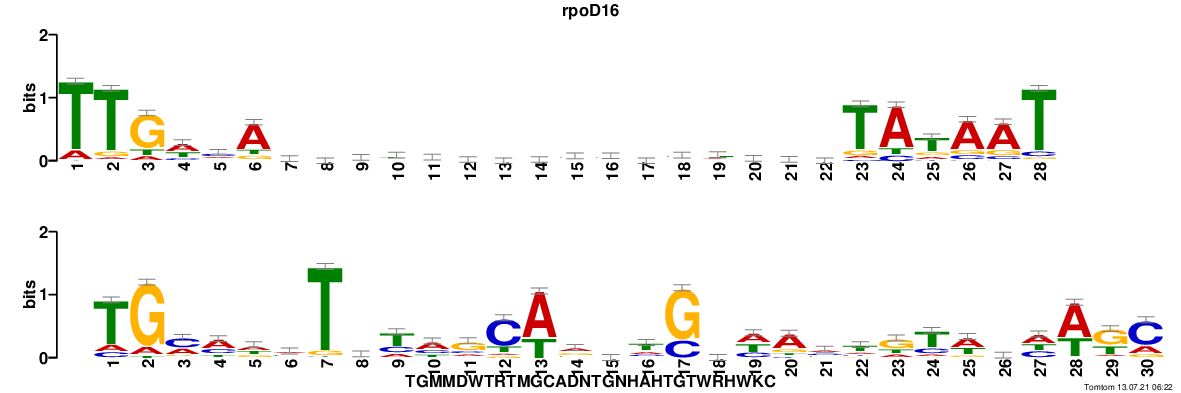 rpoD16
2
1
0
bits
TTGAAATAATAAT
1 2 3 4 5 6 7 8 9 10 11 12 13 14 15 16 17 18 19 20 21 22 23 24 25 26 27 28
2
1
0
bits
1 2 3 4 5 6 7 8 9 10 11 12 13 14 15 16 17 18 19 20 21 22 23 24 25 26 27 28 29 30
TGMMDWTRTMGCADNTGNHAHTGTWRHWKC
Tomtom 13.07.21 06:22